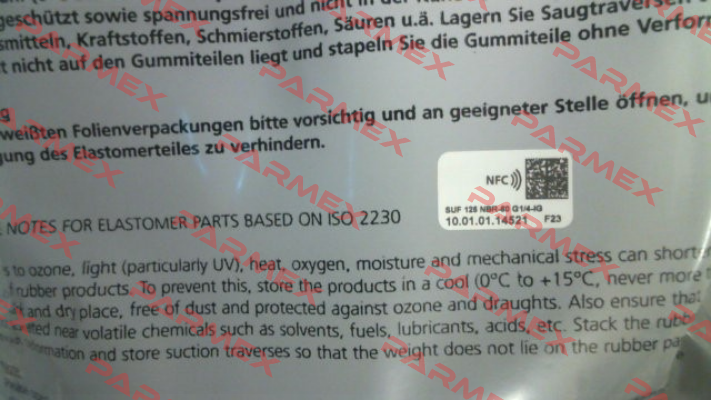 geschützt sowie spannungsfrei und nicht in der
smitteln, Kraftstoffen, Schmierstoffen, Säuren u.ä. Lagern Sie Saugtraversen
t nicht auf den Gummiteilen liegt und stapeln Sie die Gummiteile ohne Verfor
g
weißten Folienverpackungen bitte vorsichtig und an geeigneter Stelle öffnen, u
gung des Elastomerteiles zu verhindern.
NFC
SUF 125 NBR-60 G1/4-IG
10.01.01.14521 F23
NOTES FOR ELASTOMER PARTS BASED ON ISO 2230
s to ozone, light (particularly UV), heat, oxygen, moisture and mechanical stress can shorte
rubber products. To prevent this, store the products in a cool (0°C to +15°C, never more
and dry place, free of dust and protected against ozone and draughts. Also ensure that
near volatile chemicals such as solvents, fuels, lubricants, acids, etc. Stack the rubb
and store suction traverses so that the weight does not lie on the rubber pa
PARMEX